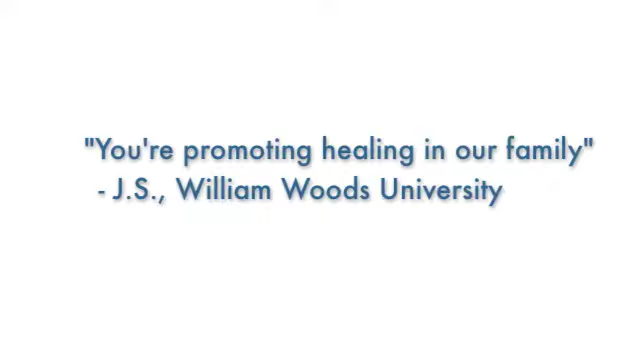 "You're promoting healing in our family"
- J.S., William Woods University